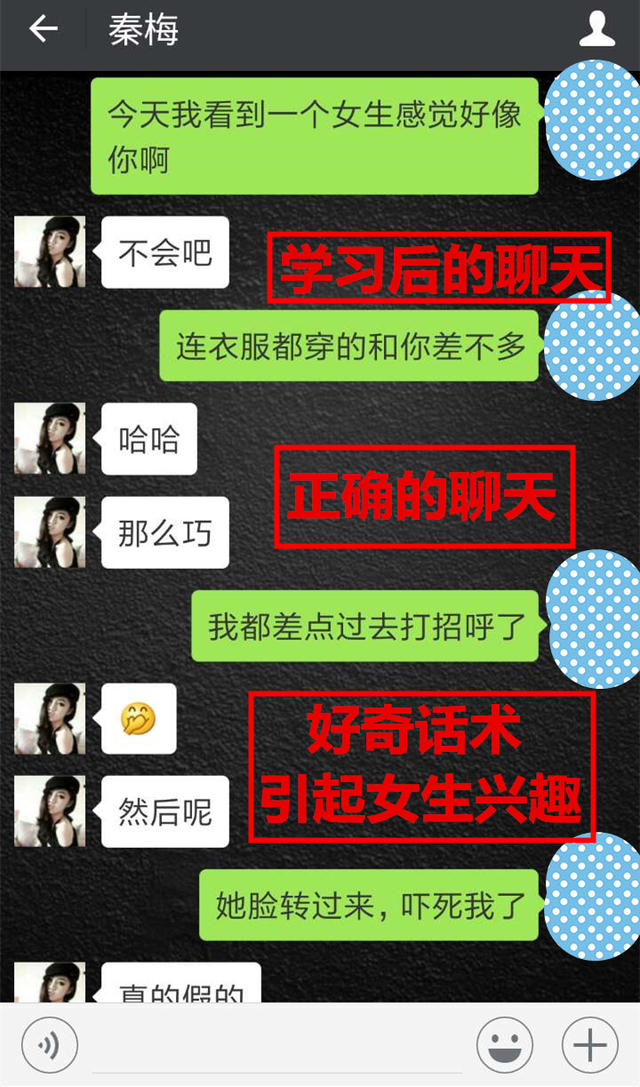 秦梅
今天我看到一个女生感觉好像
你啊
不会吧
学习后的聊天
连衣服都穿的和你差不多
哈哈
正确的聊天
那么巧
我都差点过去打招呼了
好奇话术
引起女生兴趣
然后呢
她脸转过来，吓死我了
真的假的